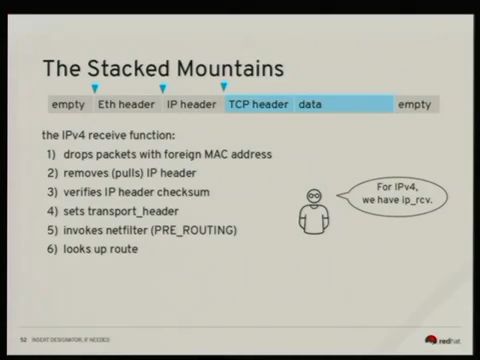 The Stacked Mountains
empty Eth header IP header TCP header data empty
the IPv4 receive function:
1) drops packets with foreign MAC address
2) removes (pulls) IP header
3) verifies IP header checksum
4) sets transport_header
5) invokes netfilter (PRE_ROUTING)
6) looks up route
For IPv4,
we have ip_rcv.
52 INSERT DESIGNATOR, IF NEEDED
redhat